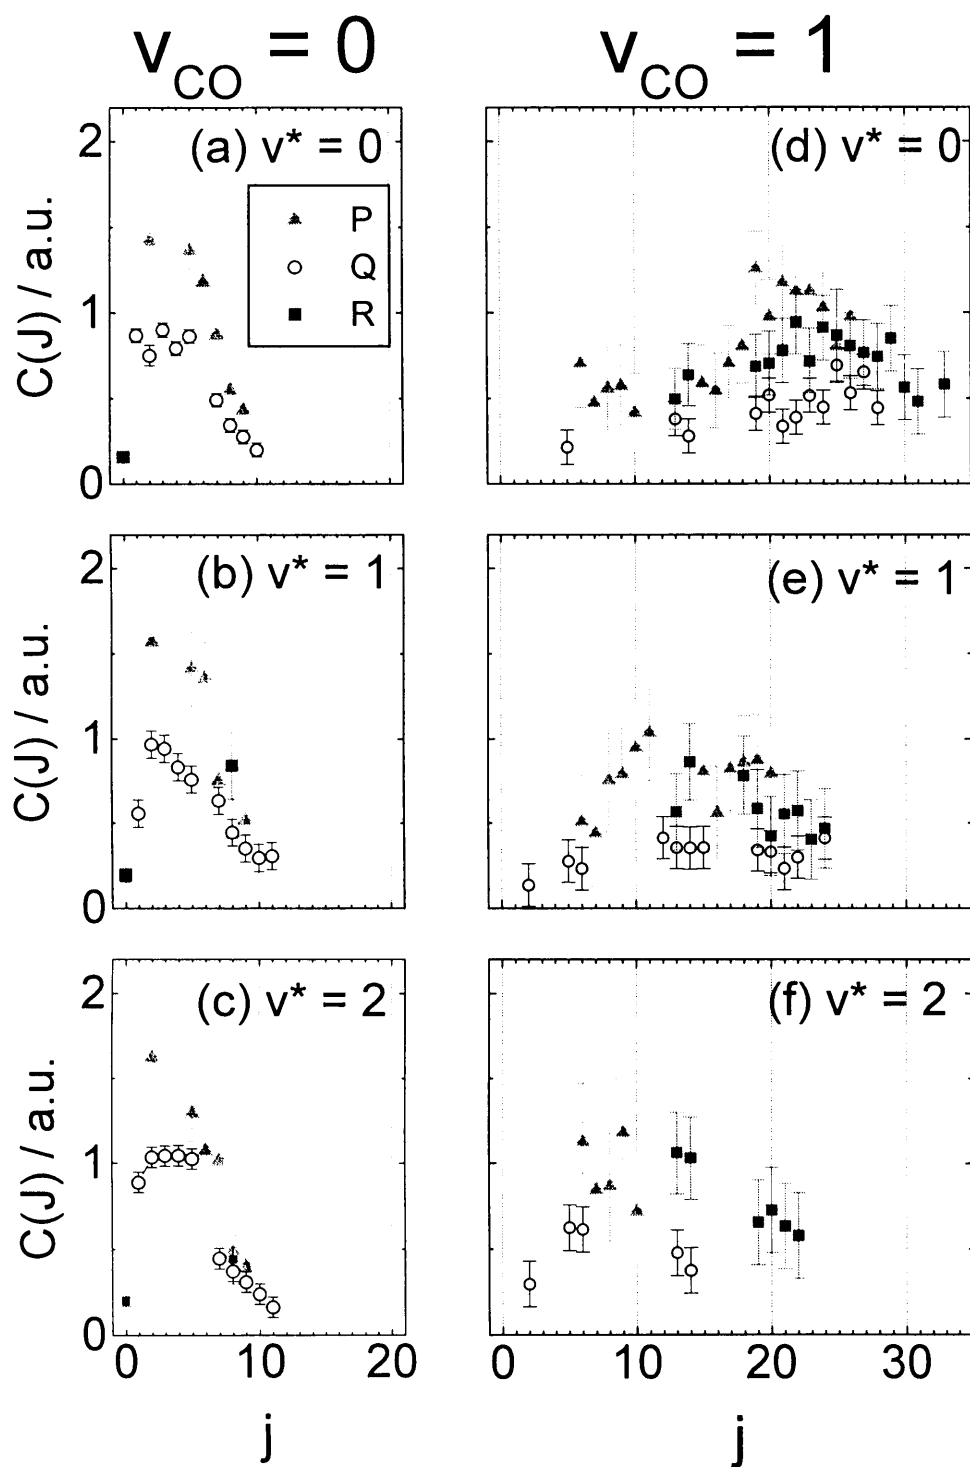 v_CO = 0
v_CO = 1
2
(a) v* = 0
(d) v* = 0
P
Q
R
1
0
C(J) / a.u.
2
(b) v* = 1
(e) v* = 1
1
0
C(J) / a.u.
2
(c) v* = 2
(f) v* = 2
1
0
C(J) / a.u.
0 10 20
0 10 20 30
j
j